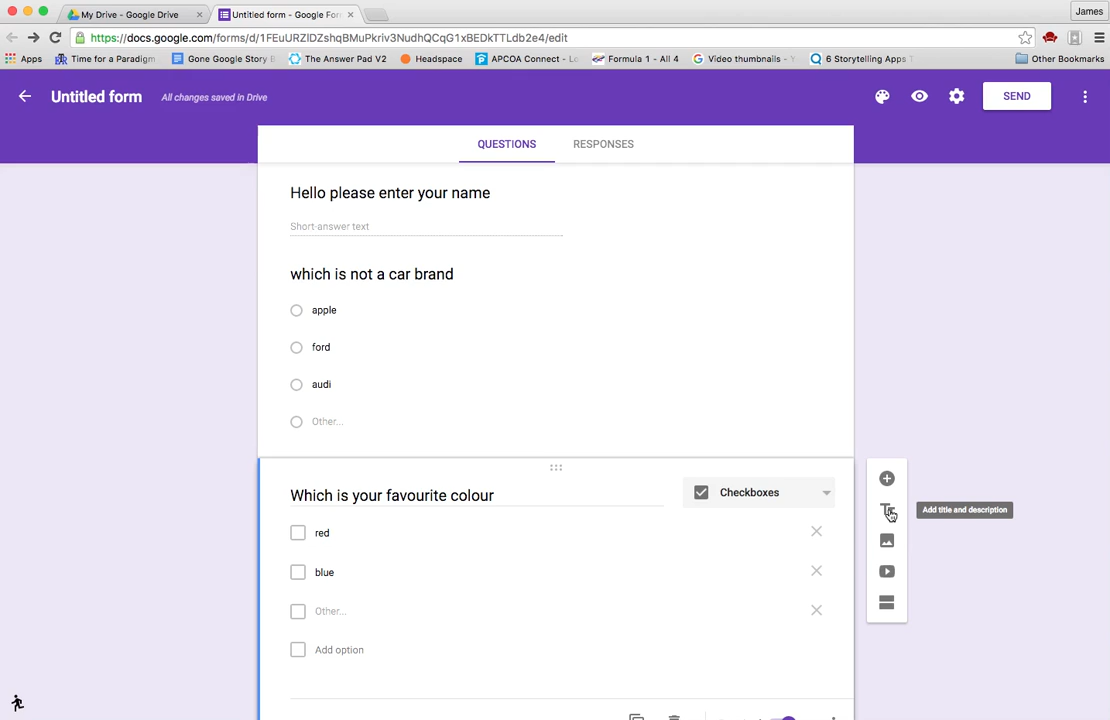 My Drive - Google Drive
Untitled form - Google For
James
https://docs.google.com/forms/d/1FEuURZlDZshqBMuPkriv3NudhQCqG1xBEDkTTLdb2e4/edit
Apps
Time for a Paradigm
Gone Google Story B
The Answer Pad V2
Headspace
APCOA Connect - Lo
Formula 1 - All 4
Video thumbnails - Y
6 Storytelling Apps T
Other Bookmarks
Untitled form
All changes saved in Drive
SEND
QUESTIONS
RESPONSES
Hello please enter your name
Short-answer text
which is not a car brand
apple
ford
audi
Other...
Which is your favourite colour
Checkboxes
Add title and description
red
blue
Other...
Add option